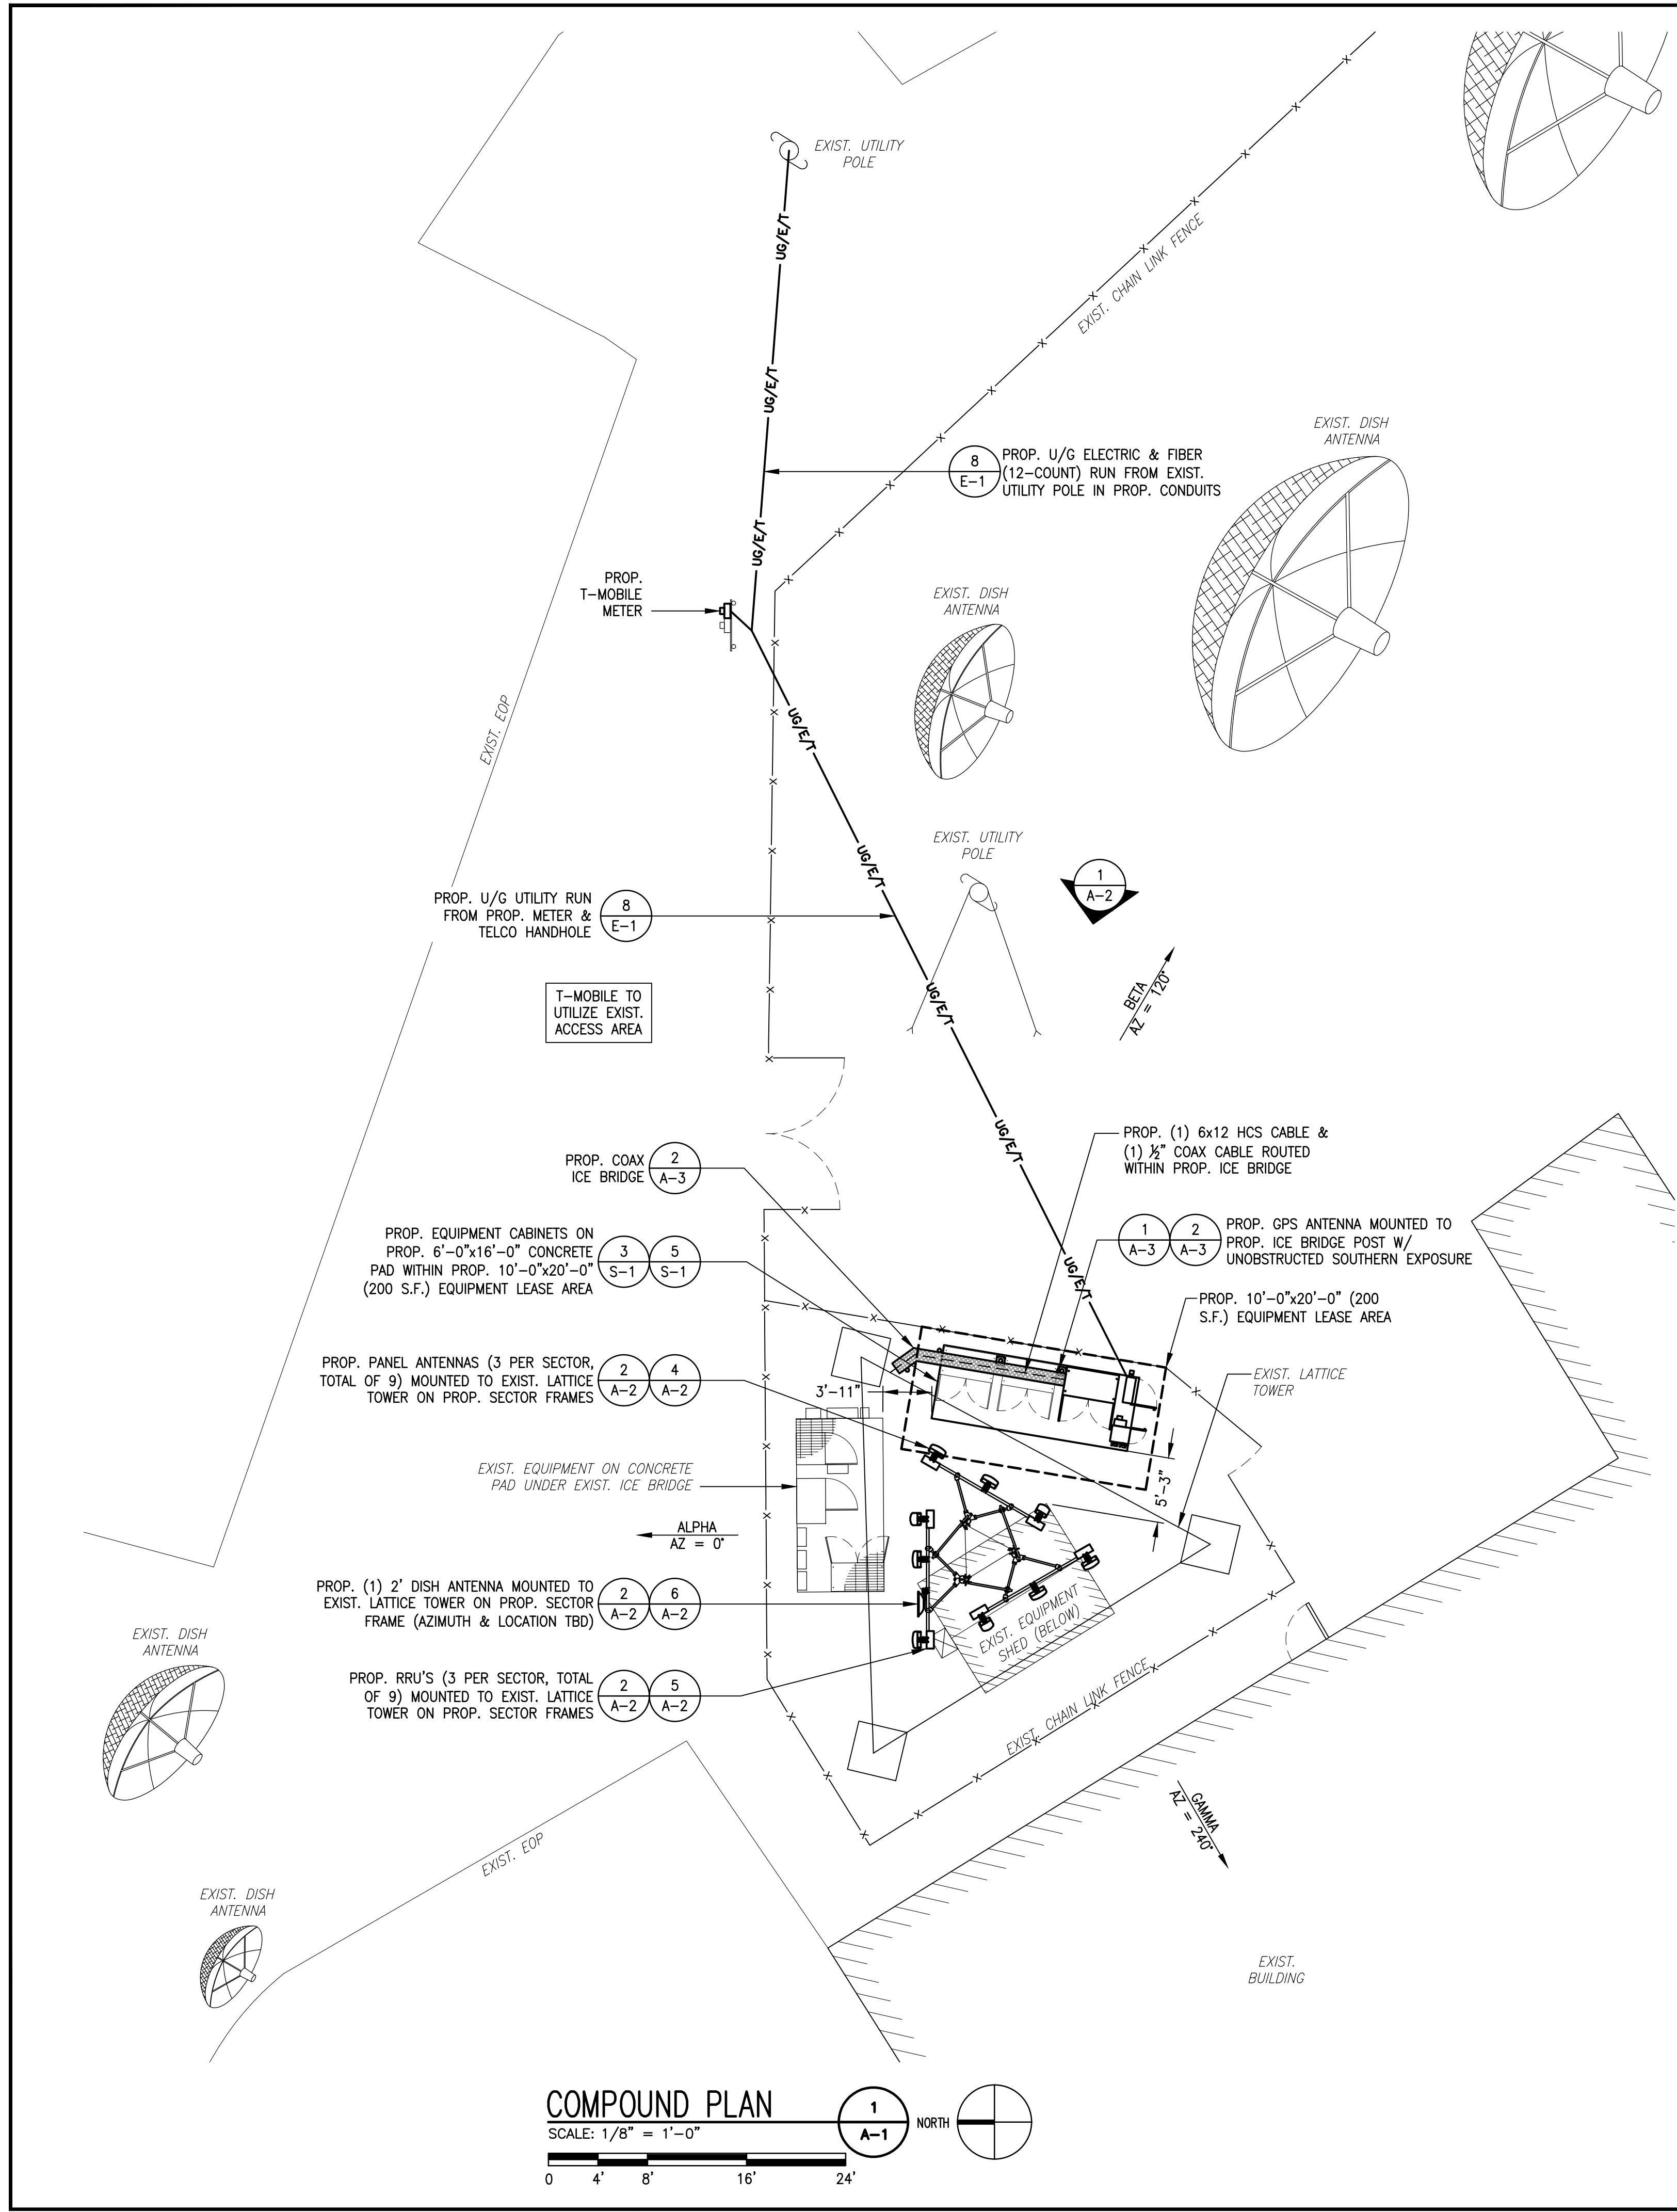 EXIST. UTILITY
POLE
UG/E/T
EXIST. CHAIN LINK FENCE
UG/E/T
EXIST. DISH
ANTENNA
8
E-1
PROP. U/G ELECTRIC & FIBER
(12-COUNT) RUN FROM EXIST.
UTILITY POLE IN PROP. CONDUITS
UG/E/T
PROP.
T-MOBILE
METER
EXIST. DISH
ANTENNA
EXIST. EOP
UG/E/T
EXIST. UTILITY
POLE
UG/E/T
1
A-2
PROP. U/G UTILITY RUN
FROM PROP. METER &
TELCO HANDHOLE
8
E-1
T-MOBILE TO
UTILIZE EXIST.
ACCESS AREA
UG/E/T
BETA
AZ = 120°
PROP. COAX
ICE BRIDGE
2
A-3
UG/E/T
PROP. (1) 6x12 HCS CABLE &
(1) ½" COAX CABLE ROUTED
WITHIN PROP. ICE BRIDGE
PROP. EQUIPMENT CABINETS ON
PROP. 6'-0"x16'-0" CONCRETE
PAD WITHIN PROP. 10'-0"x20'-0"
(200 S.F.) EQUIPMENT LEASE AREA
3
S-1
5
S-1
1
A-3
2
A-3
PROP. GPS ANTENNA MOUNTED TO
PROP. ICE BRIDGE POST W/
UNOBSTRUCTED SOUTHERN EXPOSURE
UG/E/T
PROP. 10'-0"x20'-0" (200
S.F.) EQUIPMENT LEASE AREA
PROP. PANEL ANTENNAS (3 PER SECTOR,
TOTAL OF 9) MOUNTED TO EXIST. LATTICE
TOWER ON PROP. SECTOR FRAMES
2
A-2
4
A-2
3'-11"
EXIST. LATTICE
TOWER
EXIST. EQUIPMENT ON CONCRETE
PAD UNDER EXIST. ICE BRIDGE
5'-3"
ALPHA
AZ = 0°
PROP. (1) 2' DISH ANTENNA MOUNTED TO
EXIST. LATTICE TOWER ON PROP. SECTOR
FRAME (AZIMUTH & LOCATION TBD)
2
A-2
6
A-2
EXIST. EQUIPMENT
SHED (BELOW)
EXIST. DISH
ANTENNA
PROP. RRU'S (3 PER SECTOR, TOTAL
OF 9) MOUNTED TO EXIST. LATTICE
TOWER ON PROP. SECTOR FRAMES
2
A-2
5
A-2
EXIST. CHAIN LINK FENCE
GAMMA
AZ = 240°
EXIST. EOP
EXIST. DISH
ANTENNA
EXIST.
BUILDING
COMPOUND PLAN
SCALE: 1/8" = 1'-0"
1
A-1
NORTH
0 4' 8' 16' 24'